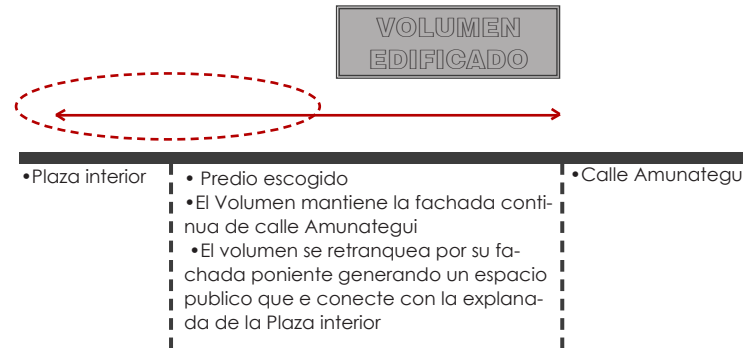 VOLUMEN
EDIFICADO
•Plaza interior
• Predio escogido
•El Volumen mantiene la fachada conti-
nua de calle Amunategui
•El volumen se retranquea por su fa-
chada poniente generando un espacio
publico que e conecte con la explana-
da de la Plaza interior
•Calle Amunategu